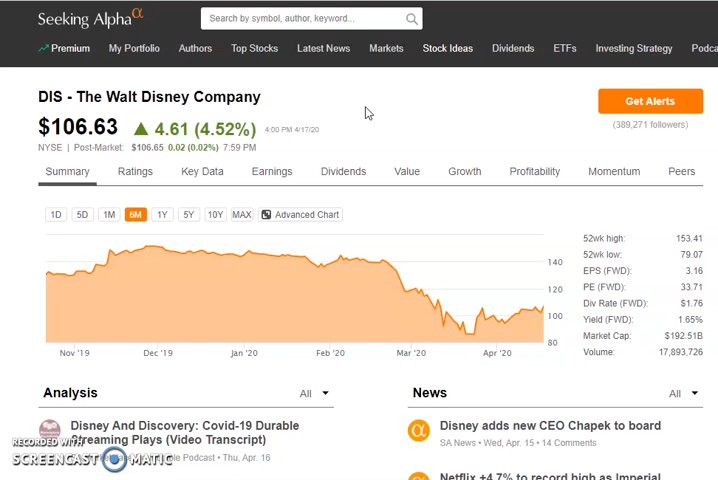 Seeking Alpha α
Search by symbol, author, keyword...
Premium My Portfolio Authors Top Stocks Latest News Markets Stock Ideas Dividends ETFs Investing Strategy Podca
DIS - The Walt Disney Company
Get Alerts
$106.63 4.61 (4.52%) 4:00 PM 4/17/20
(389,271 followers)
NYSE | Post-Market: $106.65 0.02 (0.02%) 7:59 PM
Summary Ratings Key Data Earnings Dividends Value Growth Profitability Momentum Peers
1D 5D 1M 6M 1Y 5Y 10Y MAX Advanced Chart
140
120
100
80
Nov '19 Dec '19 Jan '20 Feb '20 Mar '20 Apr '20
52wk high: 153.41
52wk low: 79.07
EPS (FWD): 3.16
PE (FWD): 33.71
Div Rate (FWD): $1.76
Yield (FWD): 1.65%
Market Cap: $192.51B
Volume: 17,893,726
Analysis All
Disney And Discovery: Covid-19 Durable
Streaming Plays (Video Transcript)
Podcast • Thu, Apr. 16
News All
α
Disney adds new CEO Chapek to board
SA News • Wed, Apr. 15 • 14 Comments
Netflix +4.7% to record high as Imperial
RECORDED WITH
SCREENCAST MATIC